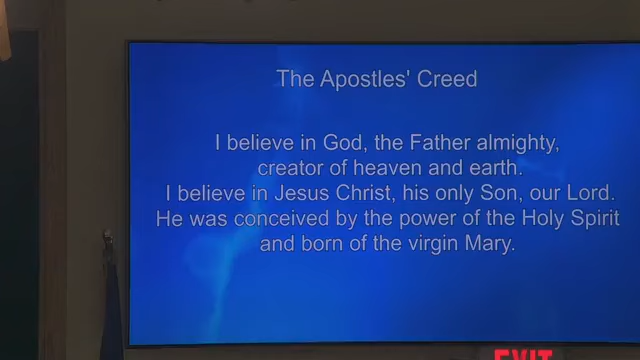 The Apostles' Creed
I believe in God, the Father almighty,
creator of heaven and earth.
I believe in Jesus Christ, his only Son, our Lord.
He was conceived by the power of the Holy Spirit
and born of the virgin Mary.
EXIT